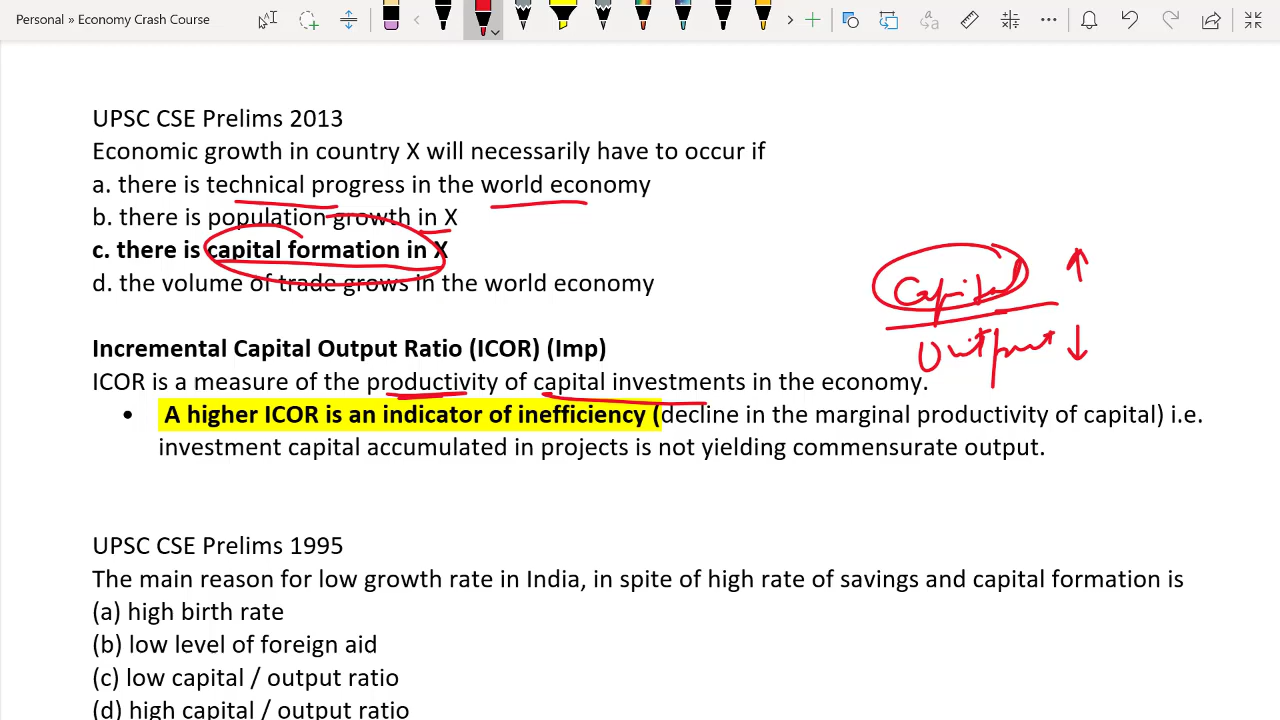 Personal » Economy Crash Course
UPSC CSE Prelims 2013
Economic growth in country X will necessarily have to occur if
a. there is technical progress in the world economy
b. there is population growth in X
c. there is capital formation in X
d. the volume of trade grows in the world economy
Capital ↑
Output ↓
Incremental Capital Output Ratio (ICOR) (Imp)
ICOR is a measure of the productivity of capital investments in the economy.
• A higher ICOR is an indicator of inefficiency (decline in the marginal productivity of capital) i.e.
investment capital accumulated in projects is not yielding commensurate output.
UPSC CSE Prelims 1995
The main reason for low growth rate in India, in spite of high rate of savings and capital formation is
(a) high birth rate
(b) low level of foreign aid
(c) low capital / output ratio
(d) high capital / output ratio